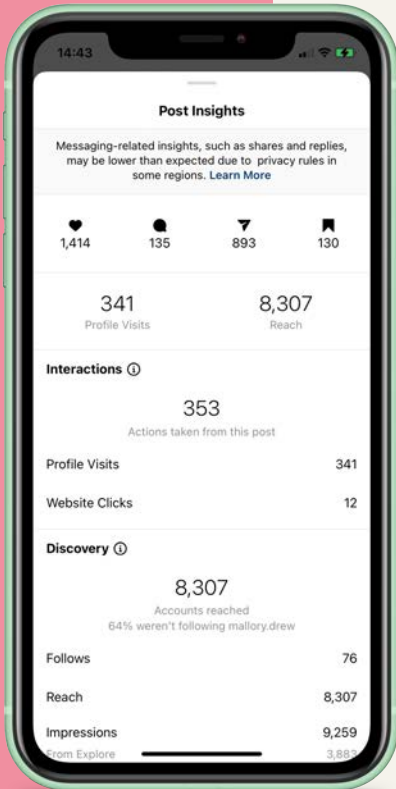 14:43
Post Insights
Messaging-related insights, such as shares and replies,
may be lower than expected due to privacy rules in
some regions. Learn More
1,414 135 893 130
341 8,307
Profile Visits Reach
Interactions
353
Actions taken from this post
Profile Visits 341
Website Clicks 12
Discovery
8,307
Accounts reached
64% weren't following mallory.drew
Follows 76
Reach 8,307
Impressions 9,259
From Explore 3,883